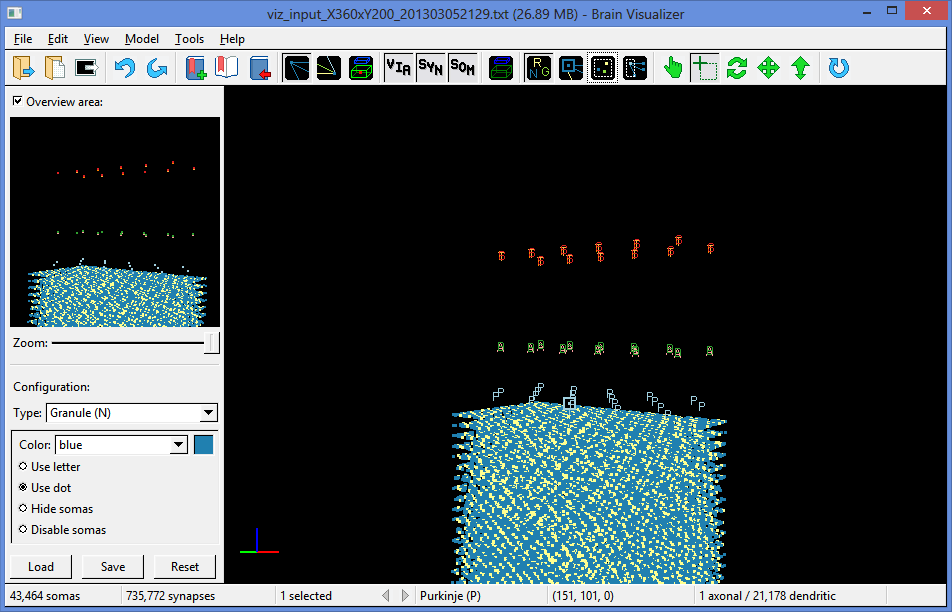 viz_input_X360xY200_201303052129.txt (26.89 MB) - Brain Visualizer
File Edit View Model Tools Help
VIA SYN SOM R N G
Overview area:
Zoom:
Configuration:
Type: Granule (N)
Color: blue
Use letter
Use dot
Hide somas
Disable somas
Load Save Reset
43,464 somas 735,772 synapses 1 selected Purkinje (P) (151, 101, 0) 1 axonal / 21,178 dendritic